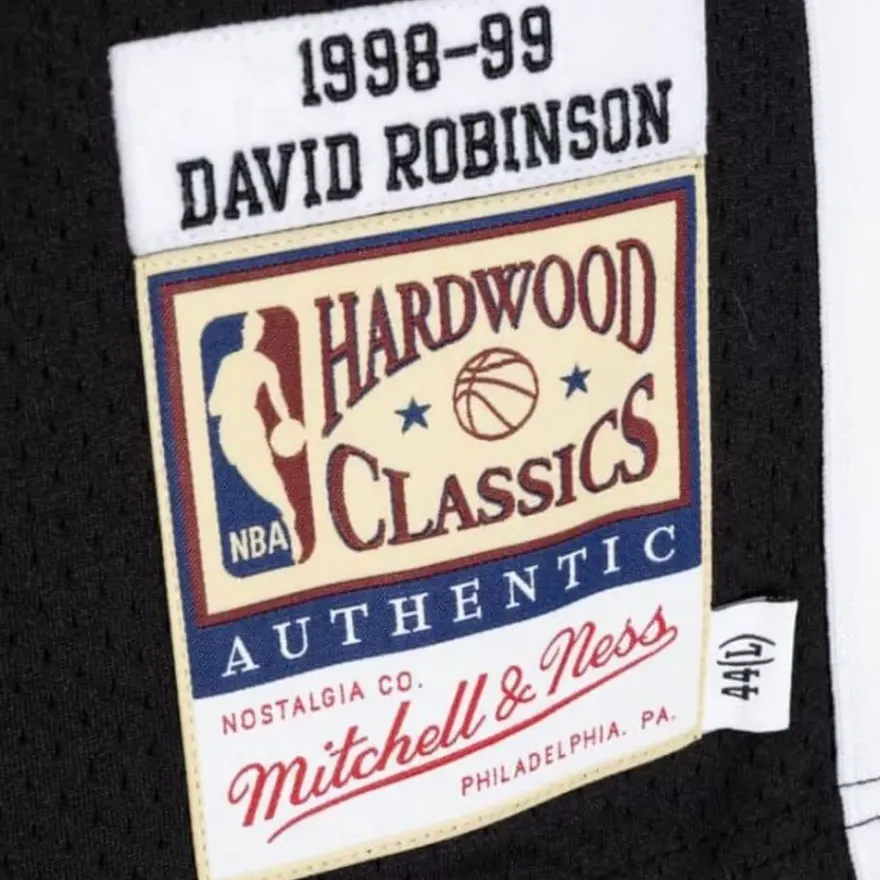 1998-99
DAVID ROBINSON
HARDWOOD
CLASSICS
NBA
AUTHENTIC
NOSTALGIA CO.
Mitchell & Ness
PHILADELPHIA, PA.
44(L)